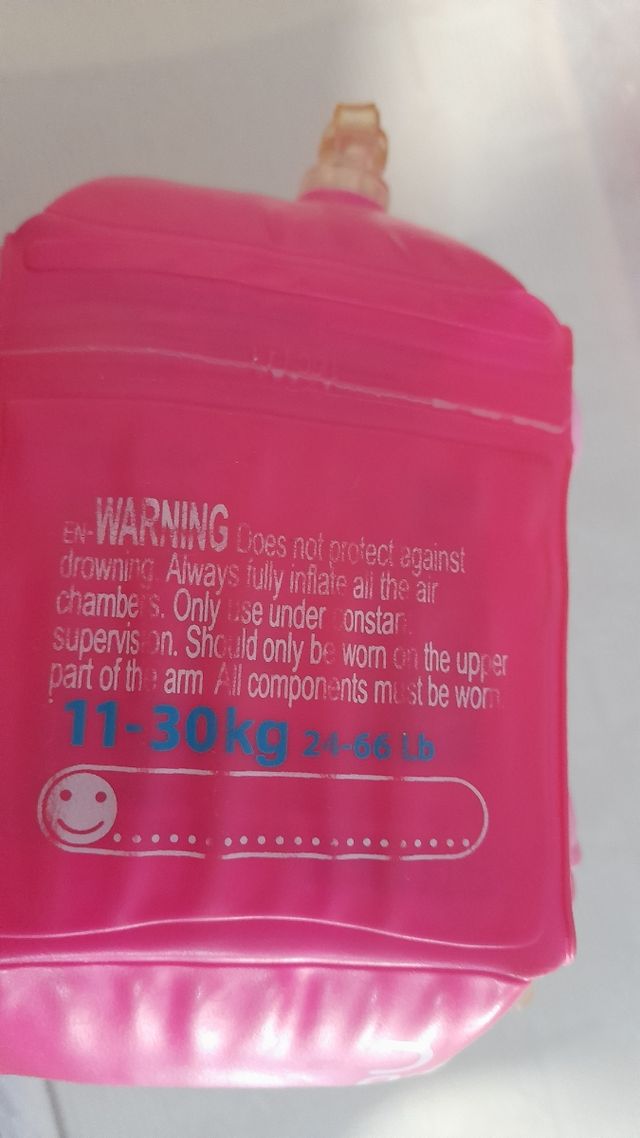 EN-WARNING Does not protect against
drowning. Always fully inflate all the air
chambers. Only use under constant
supervision. Should only be worn on the upper
part of the arm All components must be worn
11-30kg 24-66 Lb